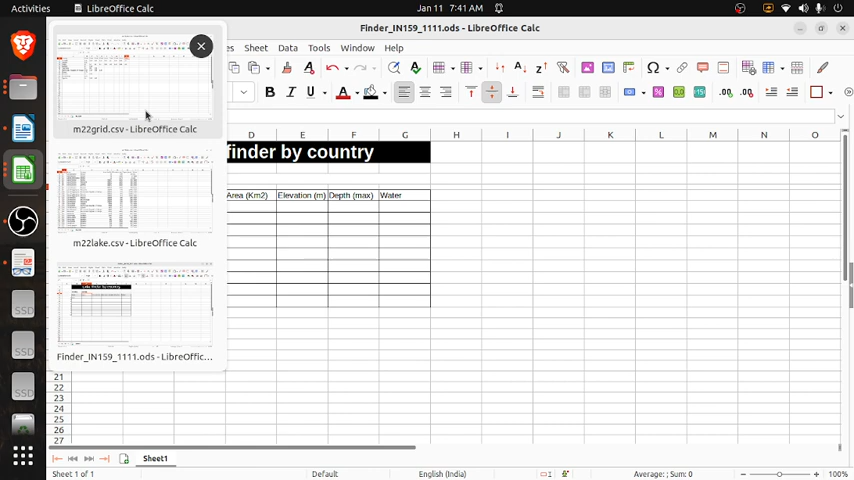 Activities
LibreOffice Calc
Jan 11 7:41 AM
Finder_IN159_1111.ods - LibreOffice Calc
Sheet
Data
Tools
Window
Help
m22grid.csv - LibreOffice Calc
m22lake.csv - LibreOffice Calc
Finder_IN159_1111.ods - LibreOffic...
B I U A
D E F G H I J K L M N O
finder by country
Area (Km2) Elevation (m) Depth (max) Water
21
22
23
24
25
26
27
Sheet1
Sheet 1 of 1
Default
English (India)
Average: ; Sum: 0
100%